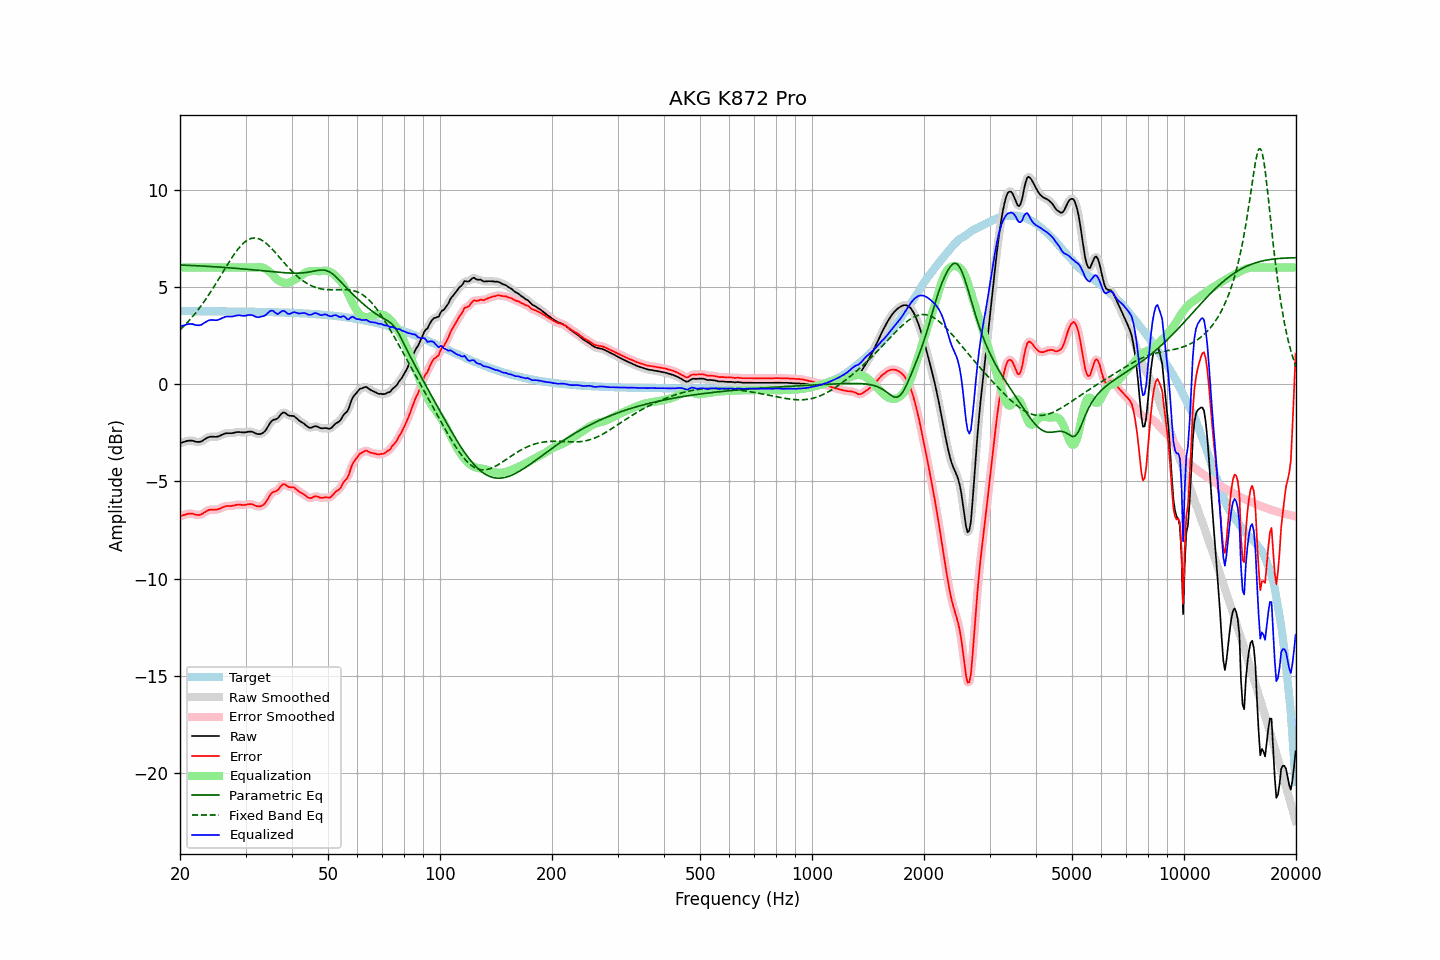 AKG K872 Pro
Amplitude (dBr)
10
5
0
−5
−10
−15
−20
Target
Raw Smoothed
Error Smoothed
Raw
Error
Equalization
Parametric Eq
Fixed Band Eq
Equalized
20 50 100 200 500 1000 2000 5000 10000 20000
Frequency (Hz)